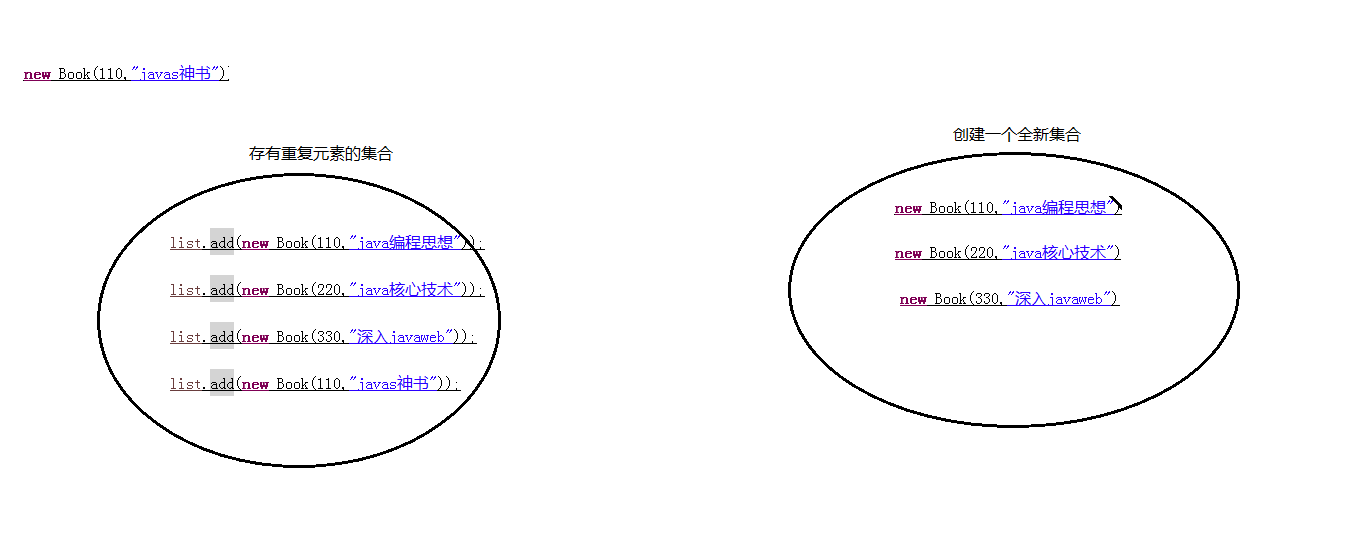 new Book(110,"javas神书")
存有重复元素的集合
list.add(new Book(110,"java编程思想"));
list.add(new Book(220,"java核心技术"));
list.add(new Book(330,"深入javaweb"));
list.add(new Book(110,"javas神书"));
创建一个全新集合
new Book(110,"java编程思想")
new Book(220,"java核心技术")
new Book(330,"深入javaweb")